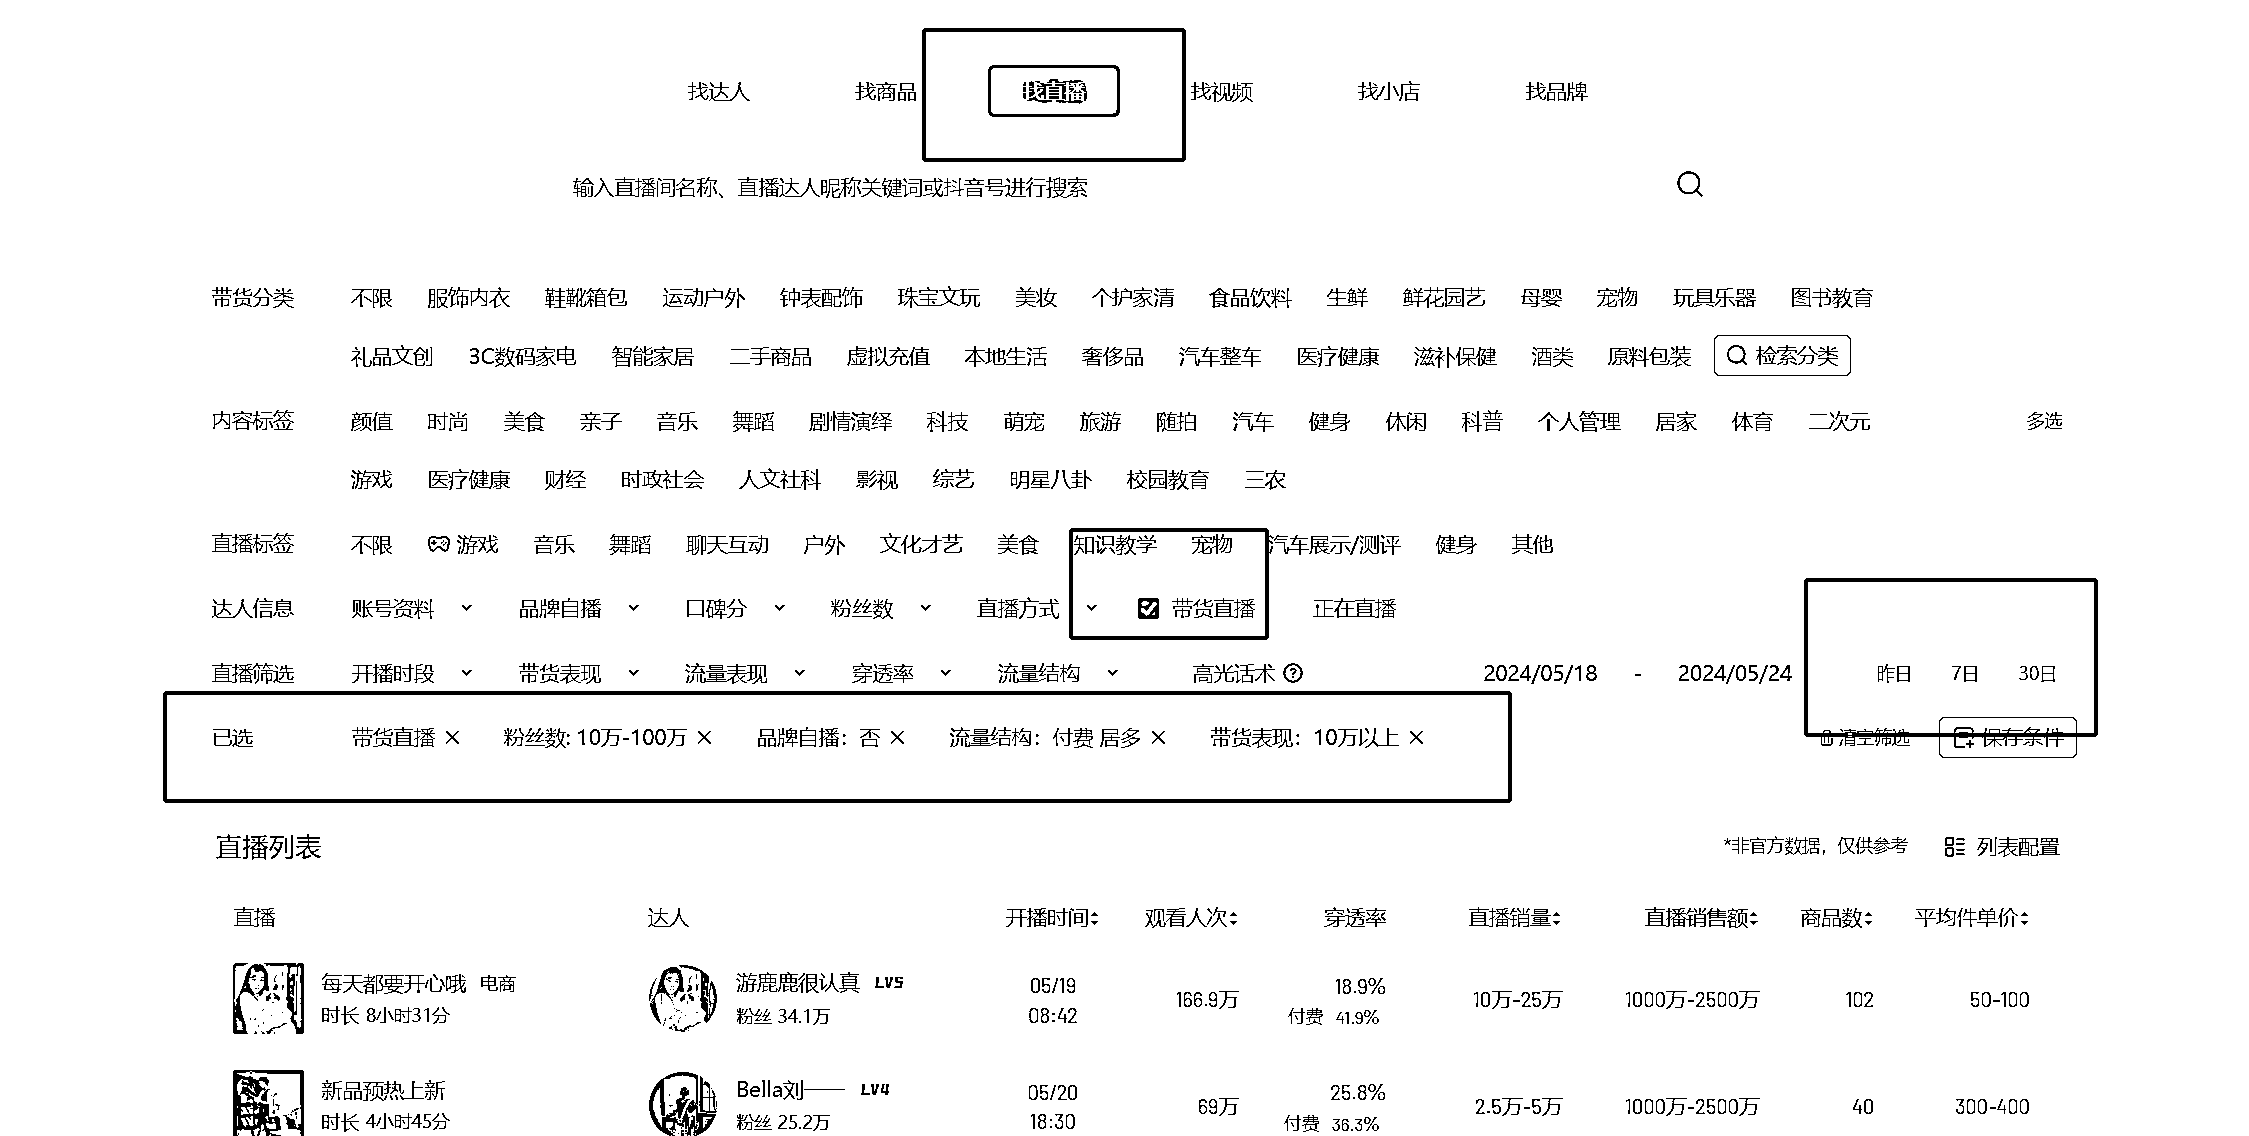 找达人 找商品 找直播 找视频 找小店 找品牌
输入直播间名称、直播达人昵称关键词或抖音号进行搜索
带货分类 不限 服饰内衣 鞋靴箱包 运动户外 钟表配饰 珠宝文玩 美妆 个护家清 食品饮料 生鲜 鲜花园艺 母婴 宠物 玩具乐器 图书教育
礼品文创 3C数码家电 智能家居 二手商品 虚拟充值 本地生活 奢侈品 汽车整车 医疗健康 滋补保健 酒类 原料包装 检索分类
内容标签 颜值 时尚 美食 亲子 音乐 舞蹈 剧情演绎 科技 萌宠 旅游 随拍 汽车 健身 休闲 科普 个人管理 居家 体育 二次元 多选
游戏 医疗健康 财经 时政社会 人文社科 影视 综艺 明星八卦 校园教育 三农
直播标签 不限 游戏 音乐 舞蹈 聊天互动 户外 文化才艺 美食 知识教学 宠物 汽车展示/测评 健身 其他
达人信息 账号资料 品牌自播 口碑分 粉丝数 直播方式 带货直播 正在直播
直播筛选 开播时段 带货表现 流量表现 穿透率 流量结构 高光话术 2024/05/18 - 2024/05/24 昨日 7日 30日
已选 带货直播 粉丝数: 10万-100万 品牌自播：否 流量结构：付费 居多 带货表现：10万以上 清空筛选 保存条件
直播列表 *非官方数据，仅供参考 列表配置
直播 达人 开播时间 观看人次 穿透率 直播销量 直播销售额 商品数 平均件单价
每天都要开心哦 电商 游鹿鹿很认真 LV5 05/19 166.9万 18.9% 10万-25万 1000万-2500万 102 50-100
时长 8小时31分 粉丝 34.1万 08:42 付费 41.9%
新品预热上新 Bella刘—— LV4 05/20 69万 25.8% 2.5万-5万 1000万-2500万 40 300-400
时长 4小时45分 粉丝 25.2万 18:30 付费 36.3%